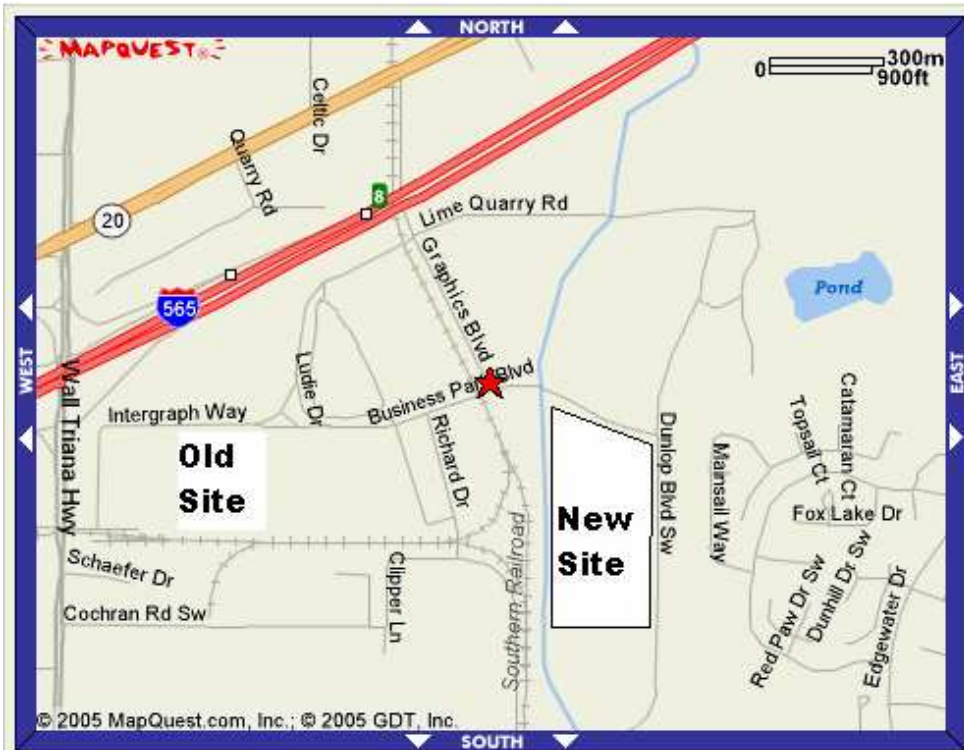 NORTH
MAPQUEST®
300m
0
900ft
Celtic Dr
Quarry Rd
8
20
Lime Quarry Rd
Graphics Blvd
565
Pond
WEST
EAST
Wall Triana Hwy
Ludie Dr
Business Park Blvd
Intergraph Way
Richard Dr
Old
Site
Dunlop Blvd Sw
Mainsail Way
Topsail Ct
Catamaran Ct
Fox Lake Dr
New
Site
Schaefer Dr
Cochran Rd Sw
Clipper Ln
Southern Railroad
Red Paw Dr Sw
Dunhill Dr Sw
Edgewater Dr
© 2005 MapQuest.com, Inc.; © 2005 GDT, Inc.
SOUTH